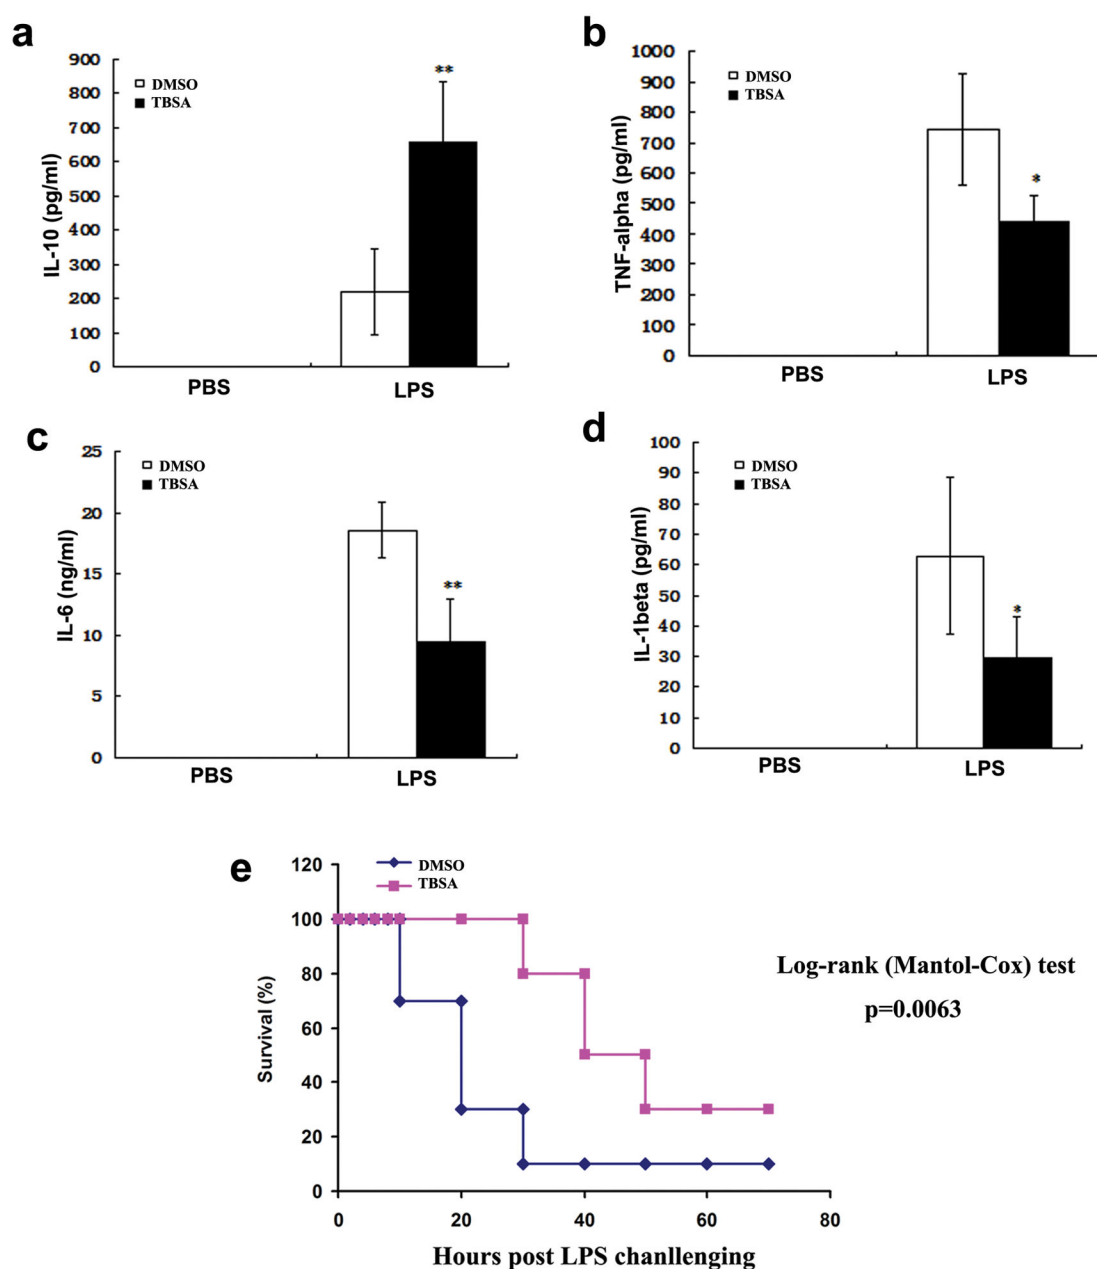 a
900
800
700
600
500
400
300
200
100
0
IL-10 (pg/ml)
DMSO
TBSA
**
PBS
LPS
b
1000
900
800
700
600
500
400
300
200
100
0
TNF-alpha (pg/ml)
DMSO
TBSA
*
PBS
LPS
c
25
20
15
10
5
0
IL-6 (ng/ml)
DMSO
TBSA
**
PBS
LPS
d
100
90
80
70
60
50
40
30
20
10
0
IL-1beta (pg/ml)
DMSO
TBSA
*
PBS
LPS
e
120
100
80
60
40
20
0
Survival (%)
DMSO
TBSA
Log-rank (Mantol-Cox) test
p=0.0063
0
20
40
60
80
Hours post LPS chanllenging